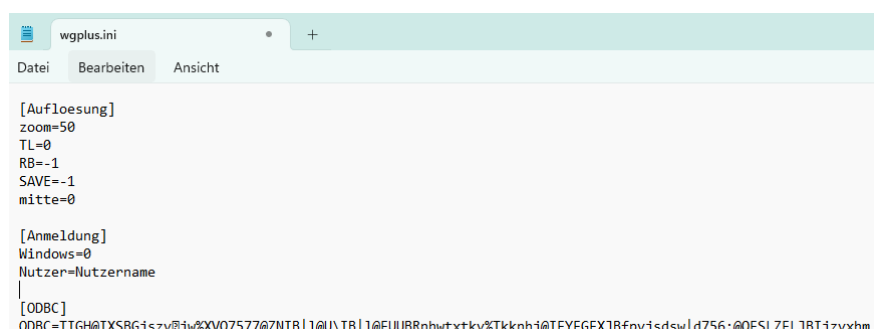 wgplus.ini
Datei Bearbeiten Ansicht
[Aufloesung]
zoom=50
TL=0
RB=-1
SAVE=-1
mitte=0
[Anmeldung]
Windows=0
Nutzer=Nutzername
[ODBC]